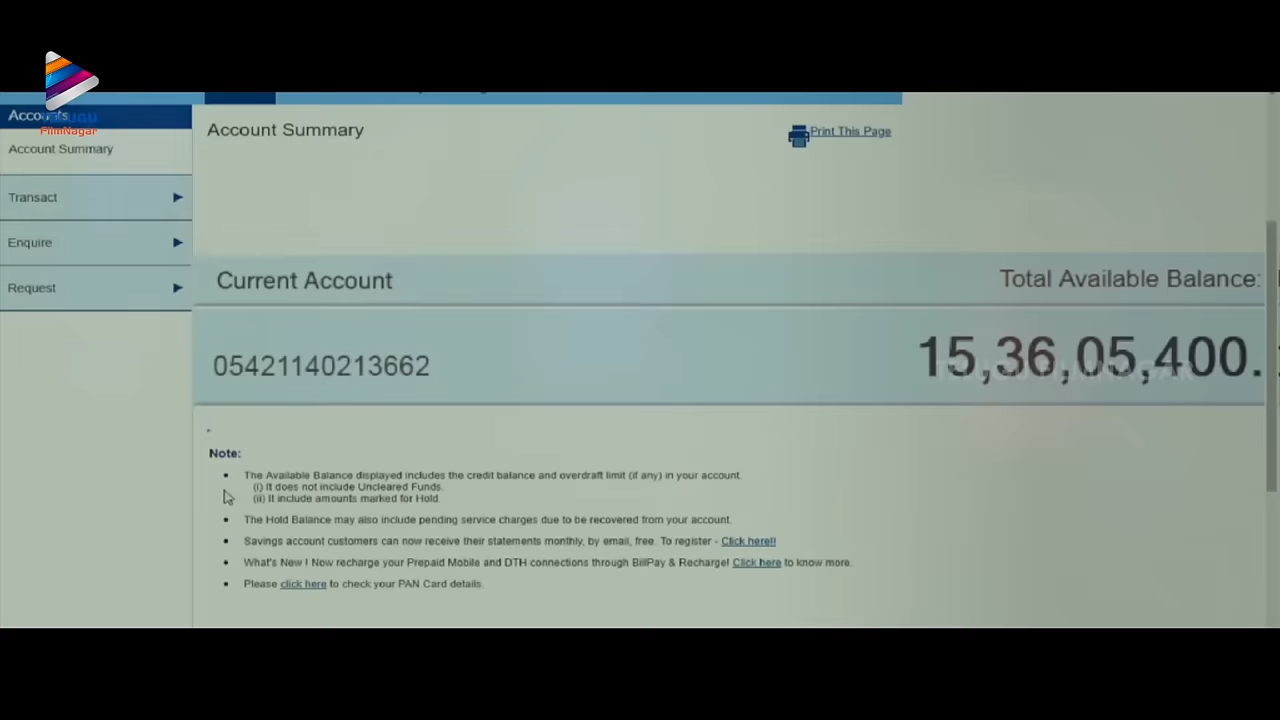 TELUGU
FilmNagar
Accounts
Account Summary
Transact
Enquire
Request
Account Summary
Print This Page
Current Account
Total Available Balance:
05421140213662
15,36,05,400.
TELUGU FILMNAGAR
Note:
• The Available Balance displayed includes the credit balance and overdraft limit (if any) in your account.
(i) It does not include Uncleared Funds.
(ii) It include amounts marked for Hold.
• The Hold Balance may also include pending service charges due to be recovered from your account.
• Savings account customers can now receive their statements monthly, by email, free. To register - Click here!!
• What's New ! Now recharge your Prepaid Mobile and DTH connections through BillPay & Recharge! Click here to know more.
• Please click here to check your PAN Card details.